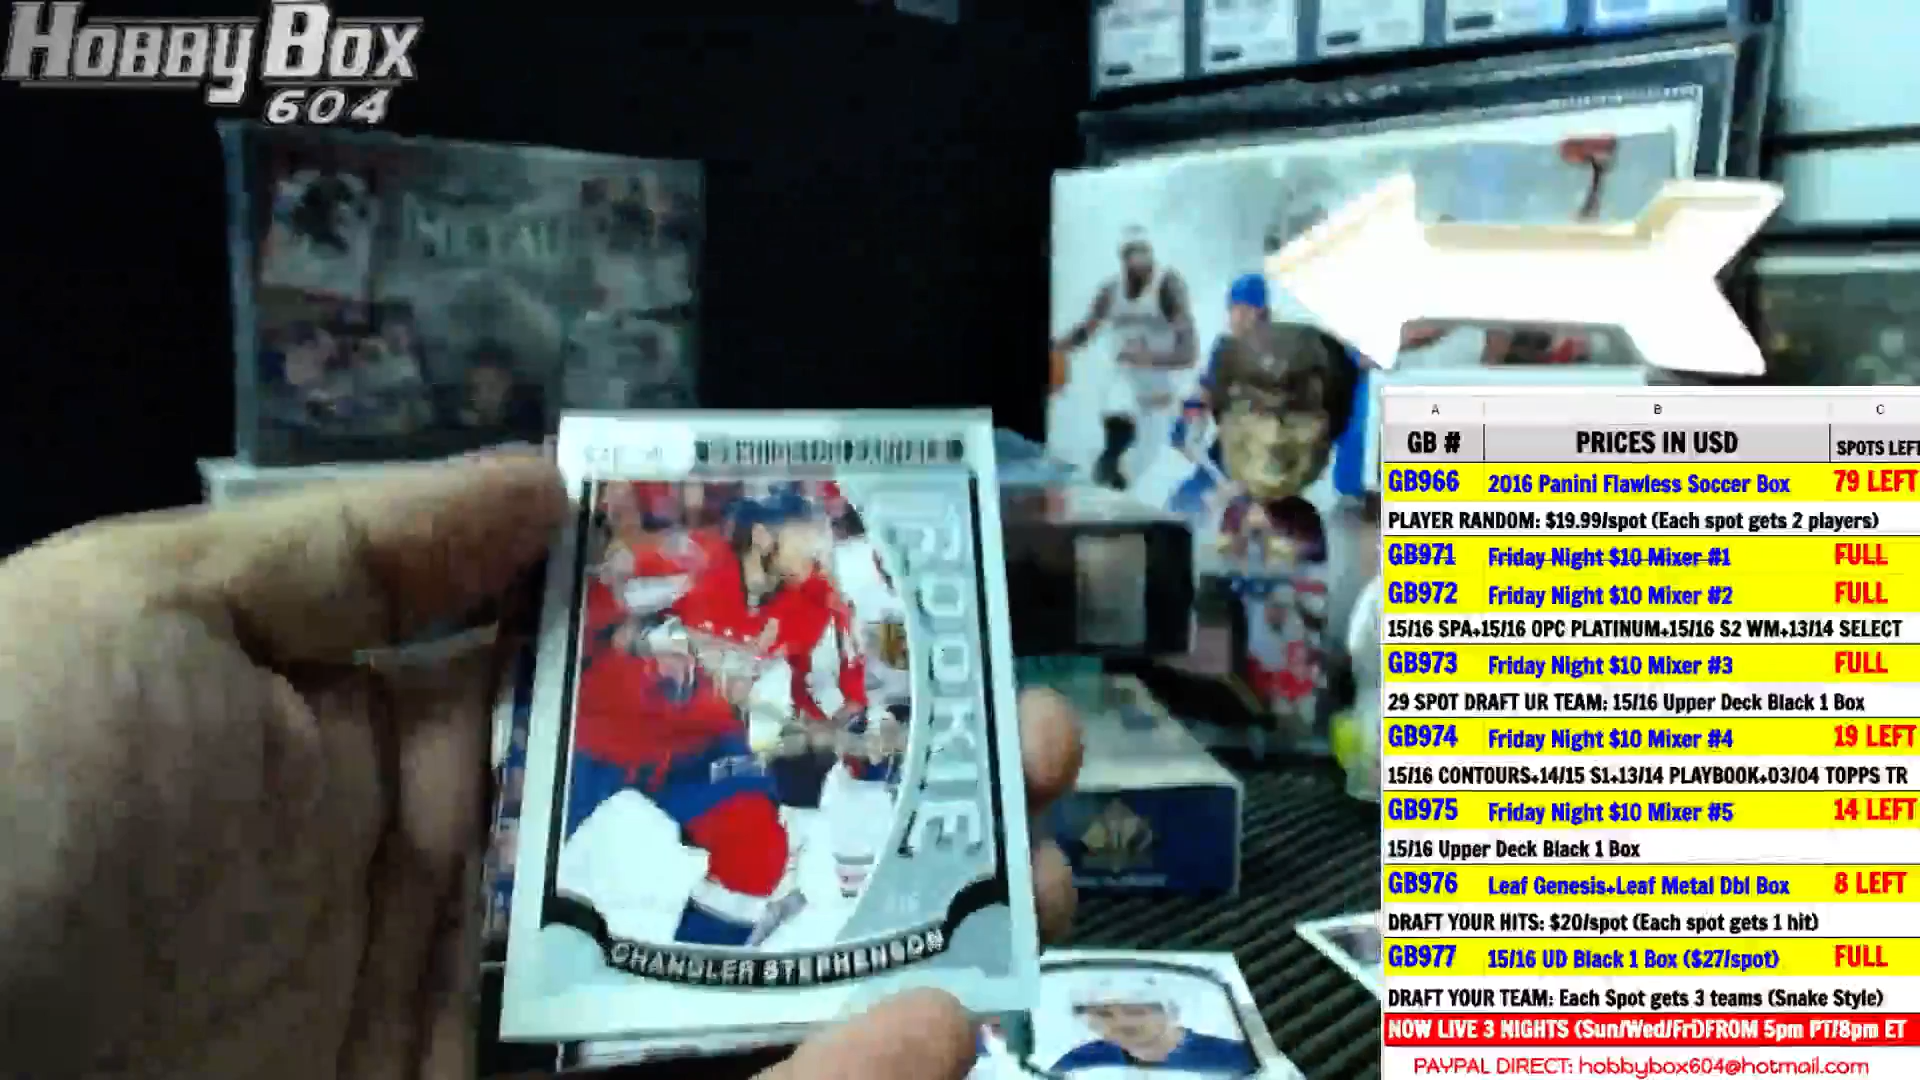 HOBBY BOX
604
METAL
ROOKIE
CHANDLER STEPHENSON
A B C
GB # PRICES IN USD SPOTS LEFT
GB966 2016 Panini Flawless Soccer Box 79 LEFT
PLAYER RANDOM: $19.99/spot (Each spot gets 2 players)
GB971 Friday Night $10 Mixer #1 FULL
GB972 Friday Night $10 Mixer #2 FULL
15/16 SPA+15/16 OPC PLATINUM+15/16 S2 WM+13/14 SELECT
GB973 Friday Night $10 Mixer #3 FULL
29 SPOT DRAFT UR TEAM: 15/16 Upper Deck Black 1 Box
GB974 Friday Night $10 Mixer #4 19 LEFT
15/16 CONTOURS+14/15 S1+13/14 PLAYBOOK+03/04 TOPPS TR
GB975 Friday Night $10 Mixer #5 14 LEFT
15/16 Upper Deck Black 1 Box
GB976 Leaf Genesis+Leaf Metal Dbl Box 8 LEFT
DRAFT YOUR HITS: $20/spot (Each spot gets 1 hit)
GB977 15/16 UD Black 1 Box ($27/spot) FULL
DRAFT YOUR TEAM: Each Spot gets 3 teams (Snake Style)
NOW LIVE 3 NIGHTS (Sun/Wed/FrDFROM 5pm PT/8pm ET
PAYPAL DIRECT: hobbybox604@hotmail.com